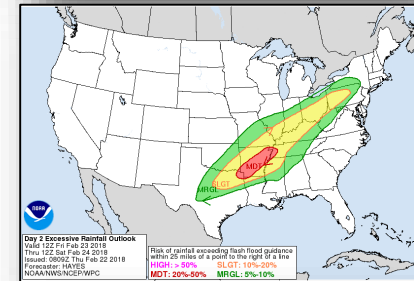 MDT
SLGT
MRGL
NOAA
Day 2 Excessive Rainfall Outlook
Valid 12Z Fri Feb 23 2018
Thru 12Z Sat Feb 24 2018
Issued: 0809Z Thu Feb 22 2018
Forecaster: HAYES
NOAA/NWS/NCEP/WPC
Risk of rainfall exceeding flash flood guidance
within 25 miles of a point to the right of a line
HIGH: > 50% SLGT: 10%-20%
MDT: 20%-50% MRGL: 5%-10%